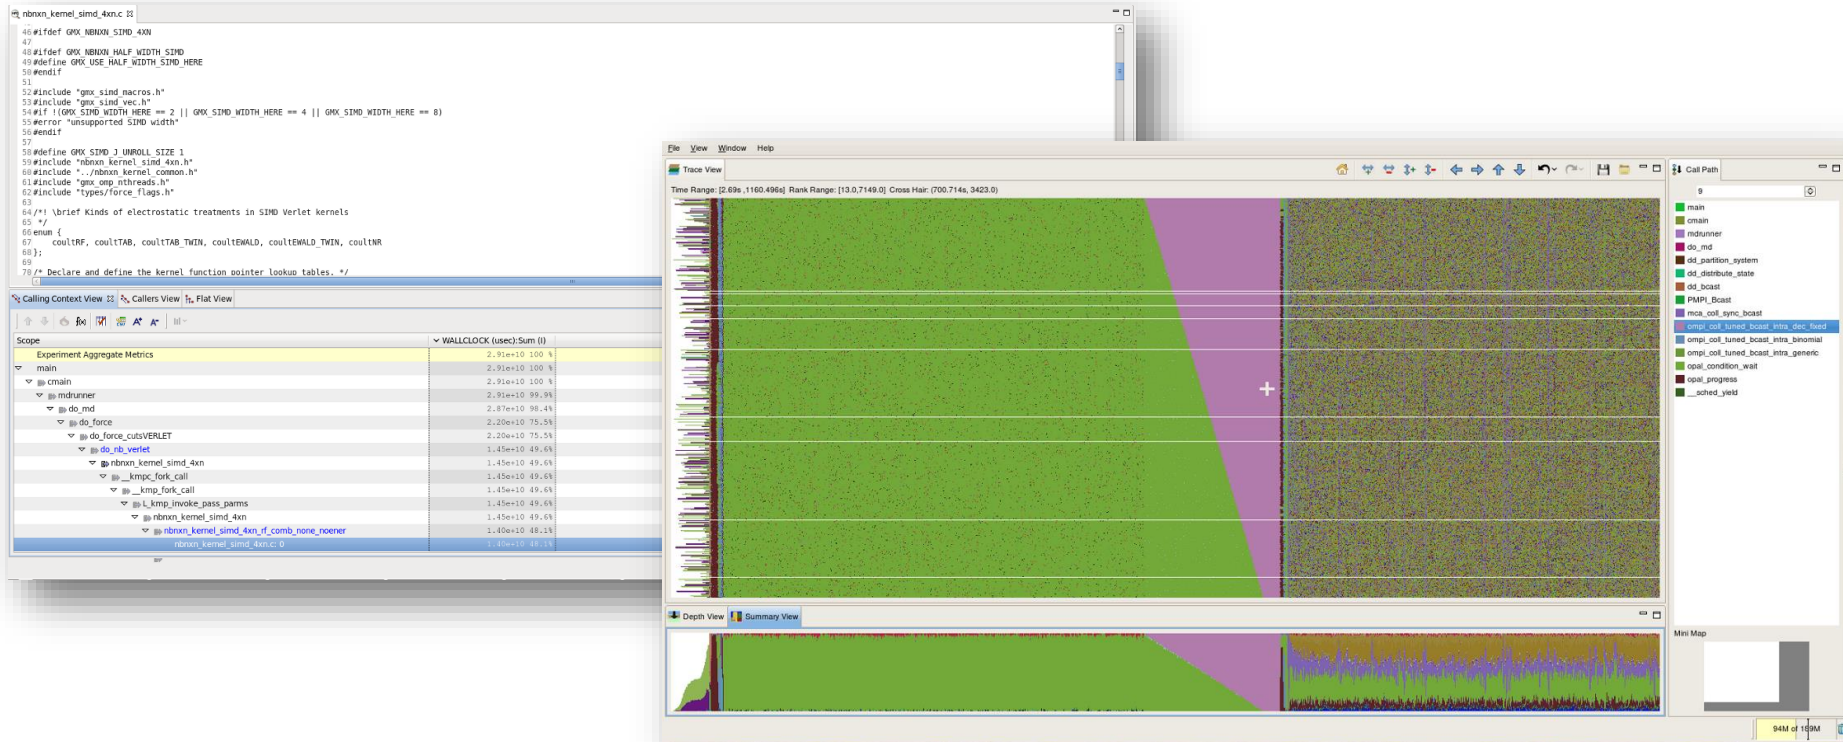 nbnxn_kernel_simd_4xn.c
46 #ifdef GMX_NBNXN_SIMD_4XN
47
48 #ifdef GMX_NBNXN_HALF_WIDTH_SIMD
49 #define GMX_USE_HALF_WIDTH_SIMD_HERE
50 #endif
51
52 #include "gmx_simd_macros.h"
53 #include "gmx_simd_vec.h"
54 #if !(GMX_SIMD_WIDTH_HERE == 2 || GMX_SIMD_WIDTH_HERE == 4 || GMX_SIMD_WIDTH_HERE == 8)
55 #error "unsupported SIMD width"
56 #endif
57
58 #define GMX_SIMD_J_UNROLL_SIZE 1
59 #include "nbnxn_kernel_simd_4xn.h"
60 #include "../nbnxn_kernel_common.h"
61 #include "gmx_omp_nthreads.h"
62 #include "types/force_flags.h"
63
64 /*! \brief Kinds of electrostatic treatments in SIMD Verlet kernels
65 */
66 enum {
67 coultRF, coultTAB, coultTAB_TWIN, coultEWALD, coultEWALD_TWIN, coultNR
68 };
69
70 /* Declare and define the kernel function pointer lookup tables. */
Calling Context View Callers View Flat View
Scope WALLCLOCK (usec):Sum (I)
Experiment Aggregate Metrics 2.91e+10 100 %
main 2.91e+10 100 %
cmain 2.91e+10 100 %
mdrunner 2.91e+10 99.9%
do_md 2.87e+10 98.4%
do_force 2.20e+10 75.5%
do_force_cutsVERLET 2.20e+10 75.5%
do_nb_verlet 1.45e+10 49.6%
nbnxn_kernel_simd_4xn 1.45e+10 49.6%
__kmpc_fork_call 1.45e+10 49.6%
__kmp_fork_call 1.45e+10 49.6%
L_kmp_invoke_pass_parms 1.45e+10 49.6%
nbnxn_kernel_simd_4xn 1.45e+10 49.6%
nbnxn_kernel_simd_4xn_rf_comb_none_noener 1.40e+10 48.1%
nbnxn_kernel_simd_4xn.c: 0 1.40e+10 48.1%
File View Window Help
Trace View
Time Range: [2.69s ,1160.496s] Rank Range: [13.0,7149.0] Cross Hair: (700.714s, 3423.0)
Depth View Summary View
Call Path
9
main
cmain
mdrunner
do_md
dd_partition_system
dd_distribute_state
dd_bcast
PMPI_Bcast
mca_coll_sync_bcast
ompi_coll_tuned_bcast_intra_dec_fixed
ompi_coll_tuned_bcast_intra_binomial
ompi_coll_tuned_bcast_intra_generic
opal_condition_wait
opal_progress
__sched_yield
Mini Map
94M of